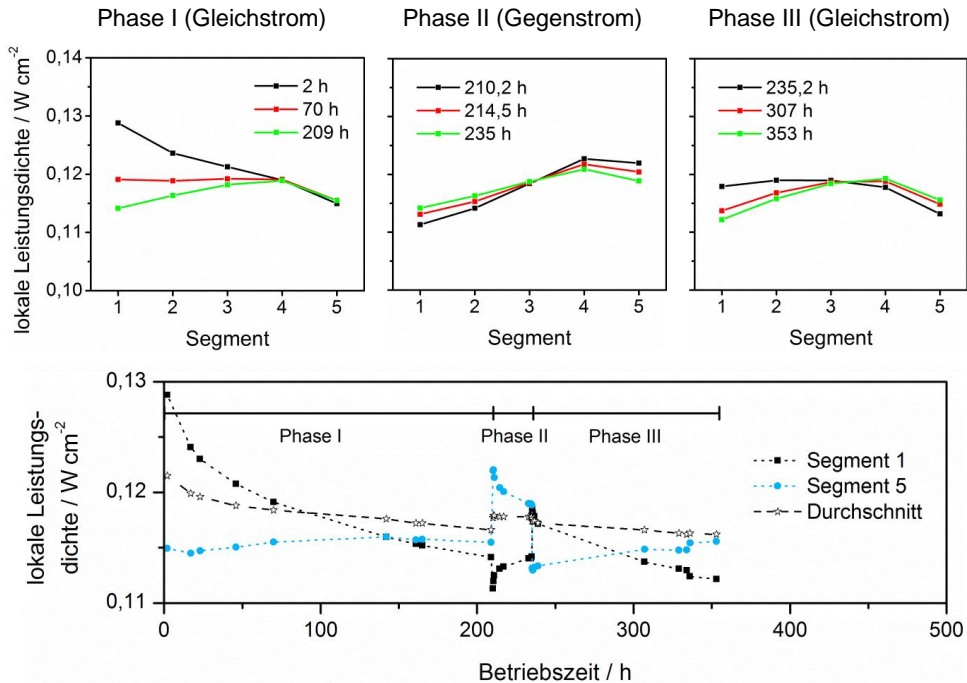 Phase I (Gleichstrom)
Phase II (Gegenstrom)
Phase III (Gleichstrom)
lokale Leistungsdichte / W cm⁻²
0,14
0,13
0,12
0,11
0,10
2 h
70 h
209 h
1 2 3 4 5
Segment
210,2 h
214,5 h
235 h
1 2 3 4 5
Segment
235,2 h
307 h
353 h
1 2 3 4 5
Segment
lokale Leistungs-
dichte / W cm⁻²
0,13
0,12
0,11
Phase I
Phase II
Phase III
Segment 1
Segment 5
Durchschnitt
0 100 200 300 400 500
Betriebszeit / h